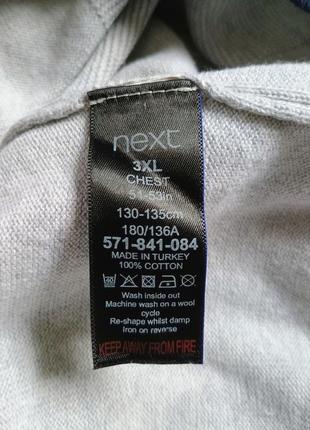 next
3XL
CHEST
51-53in
130-135cm
180/136A
571-841-084
MADE IN TURKEY
100% COTTON
Wash inside out
Machine wash on a wool
cycle
Re-shape whilst damp
Iron on reverse
KEEP AWAY FROM FIRE